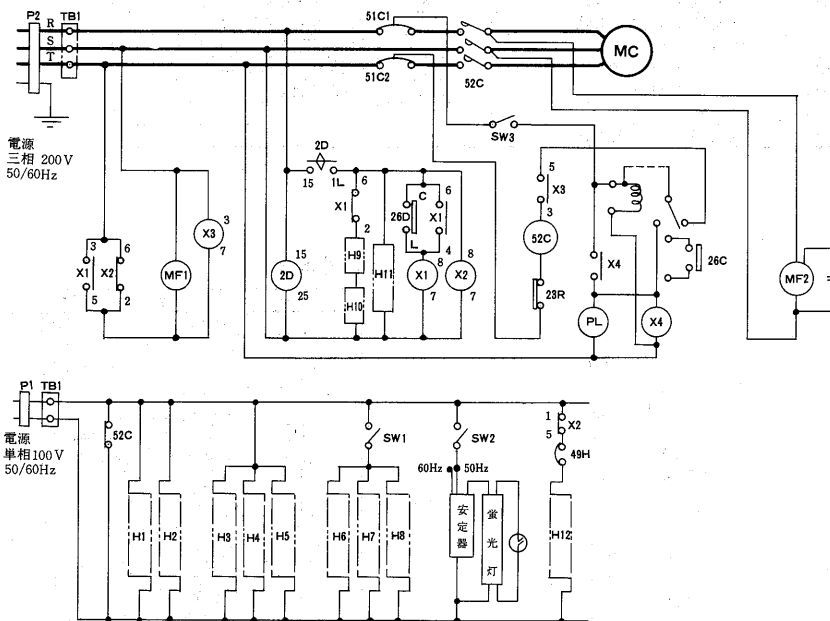 P2 TB1
R
S
T
51C1
51C2
52C
MC
電源
三相 200V
50/60Hz
SW3
2D
15 1L
X1
6
2
26D
C
L
6
X1
4
5
X3
3
52C
23R
X4
26C
3
X1
5
6
X2
2
MF1
X3
3
7
2D
15
25
H9
H10
H11
X1
8
7
X2
8
7
PL
X4
MF2
P1 TB1
電源
単相100V
50/60Hz
52C
SW1
SW2
60Hz 50Hz
1
5
X2
49H
H1
H2
H3
H4
H5
H6
H7
H8
安定器
蛍光灯
H12